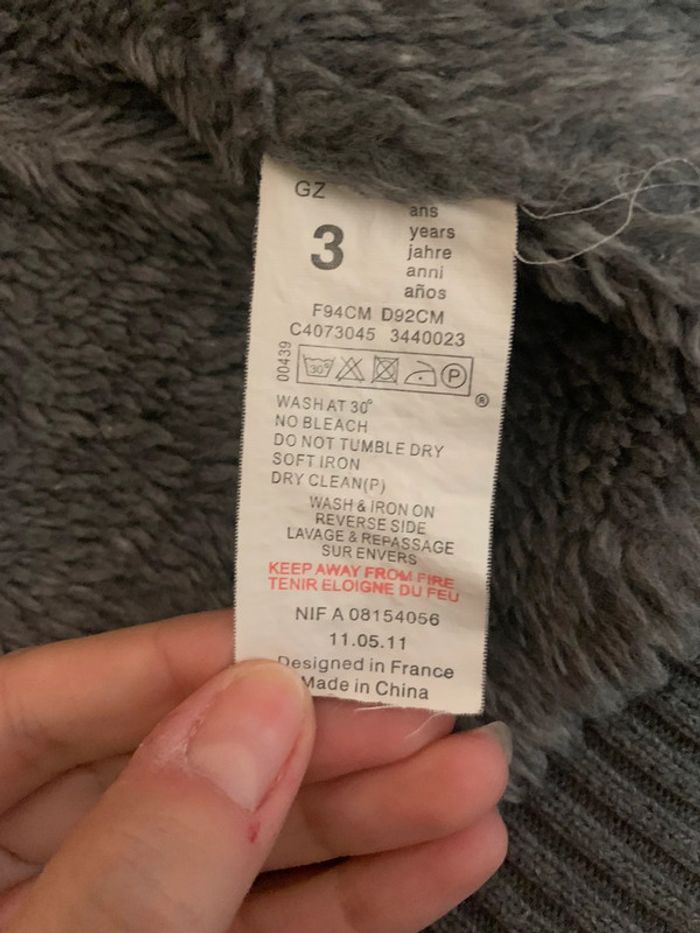 GZ
3
ans
years
jahre
anni
años
F94CM D92CM
C4073045 3440023
00439
30°
P
®
WASH AT 30°
NO BLEACH
DO NOT TUMBLE DRY
SOFT IRON
DRY CLEAN(P)
WASH & IRON ON
REVERSE SIDE
LAVAGE & REPASSAGE
SUR ENVERS
KEEP AWAY FROM FIRE
TENIR ELOIGNE DU FEU
NIF A 08154056
11.05.11
Designed in France
Made in China